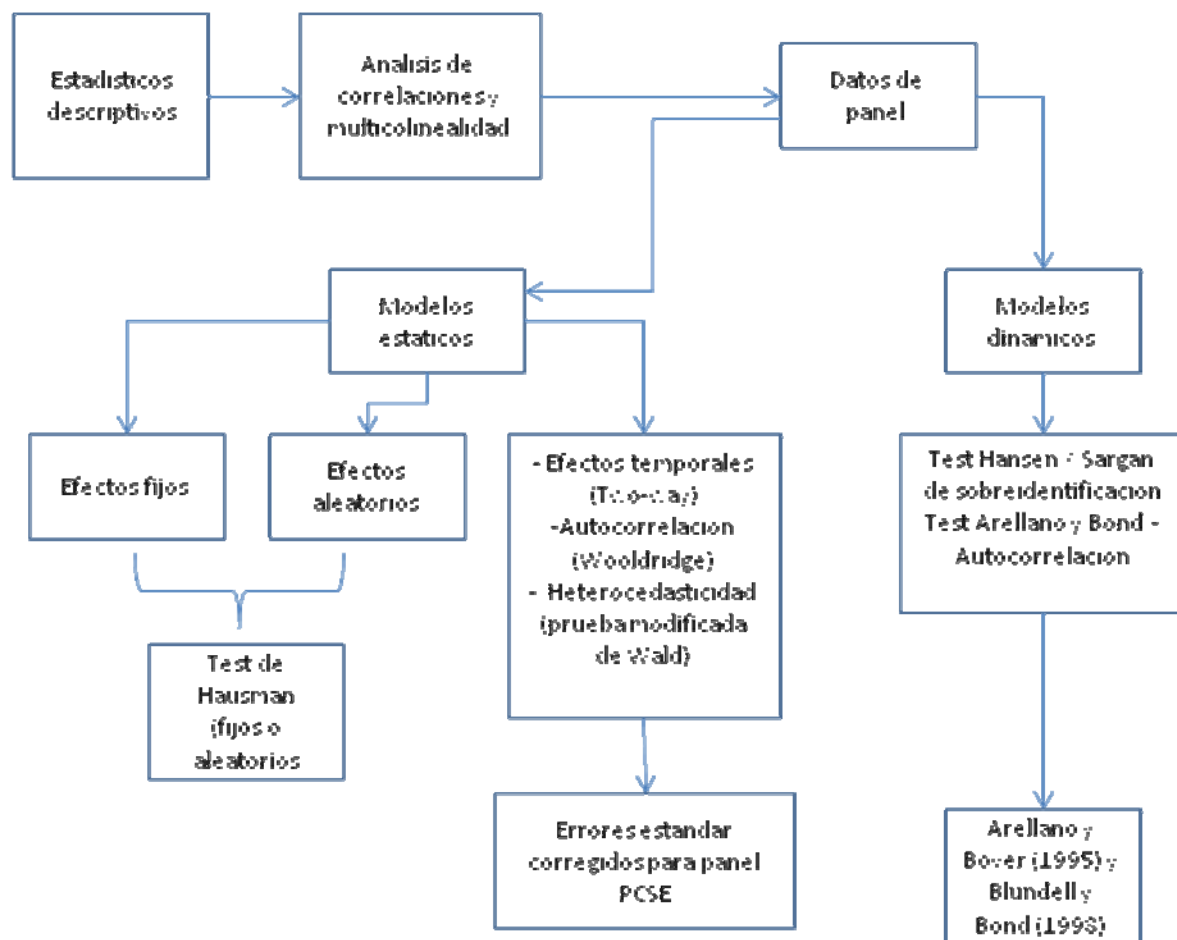 Estadisticos
descriptivos
Analisis de
correlaciones y
multicolinealidad
Datos de
panel
Modelos
estaticos
Modelos
dinamicos
Efectos fijos
Efectos
aleatorios
- Efectos temporales
(Two-way)
-Autocorrelacion
(Wooldridge)
- Heterocedasticidad
(prueba modificada
de Wald)
Test Hansen / Sargan
de sobreidentificacion
Test Arellano y Bond -
Autocorrelacion
Test de
Hausman
(fijos o
aleatorios
Errores estandar
corregidos para panel
PCSE
Arellano y
Bover (1995) y
Blundell y
Bond (1998)